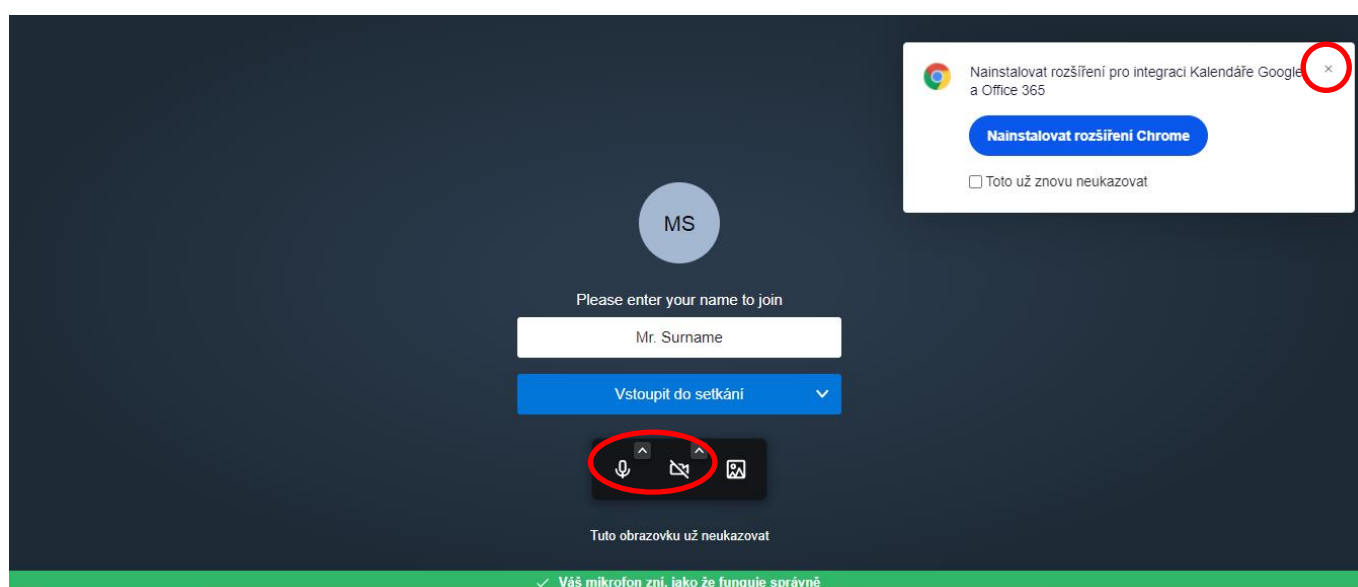 Nainstalovat rozšíření pro integraci Kalendáře Google
a Office 365
Nainstalovat rozšíření Chrome
Toto už znovu neukazovat
MS
Please enter your name to join
Mr. Surname
Vstoupit do setkání
Tuto obrazovku už neukazovat
Váš mikrofon zní, jako že funguje správně